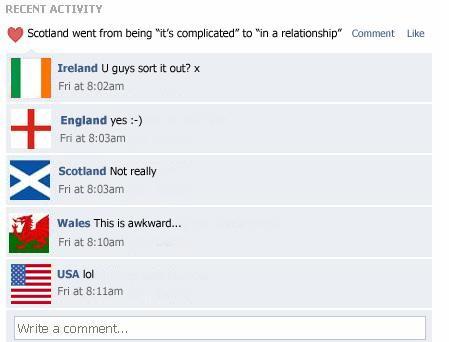 RECENT ACTIVITY
Scotland went from being "it's complicated" to "in a relationship" Comment Like
Ireland U guys sort it out? x
Fri at 8:02am
England yes :-)
Fri at 8:03am
Scotland Not really
Fri at 8:03am
Wales This is awkward...
Fri at 8:10am
USA lol
Fri at 8:11am
Write a comment...